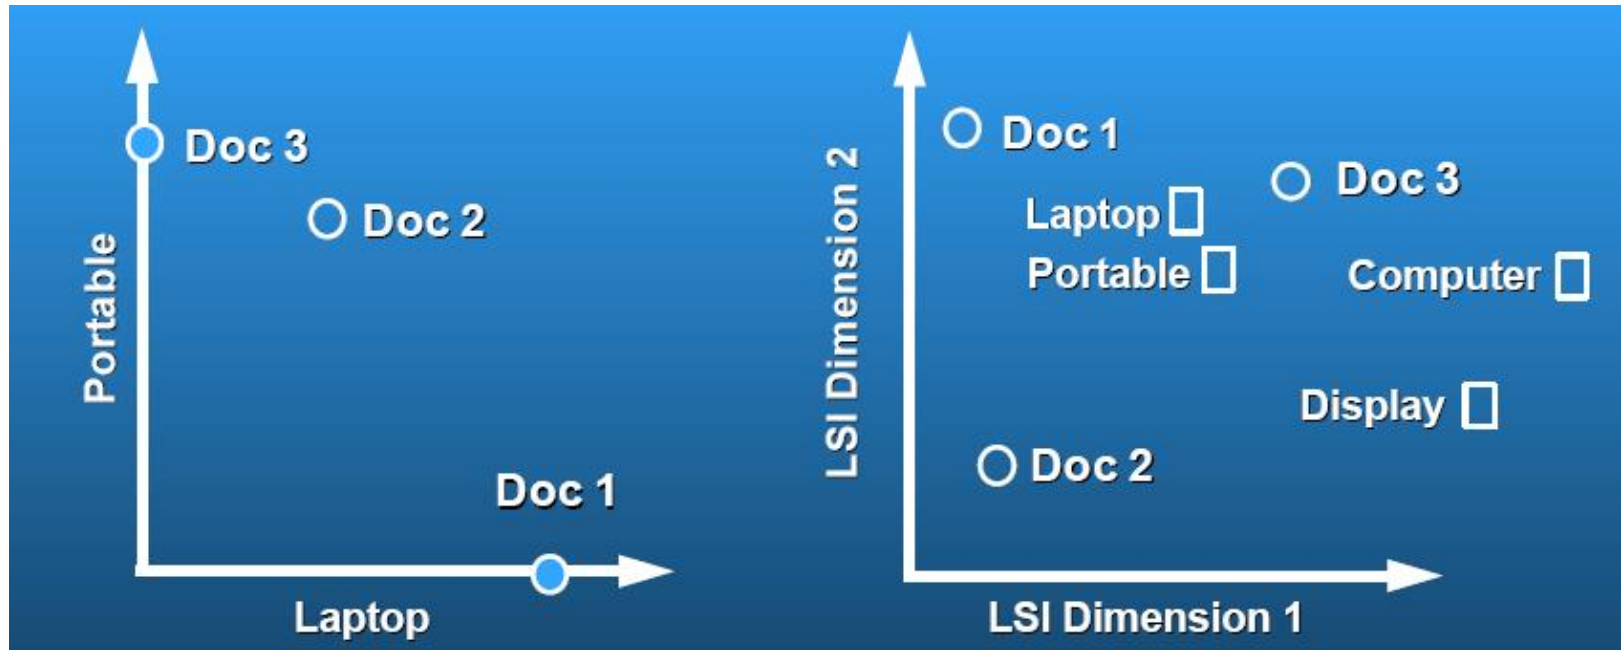 Portable
Doc 3
Doc 2
Doc 1
Laptop
LSI Dimension 2
Doc 1
Doc 3
Laptop
Portable
Computer
Display
Doc 2
LSI Dimension 1